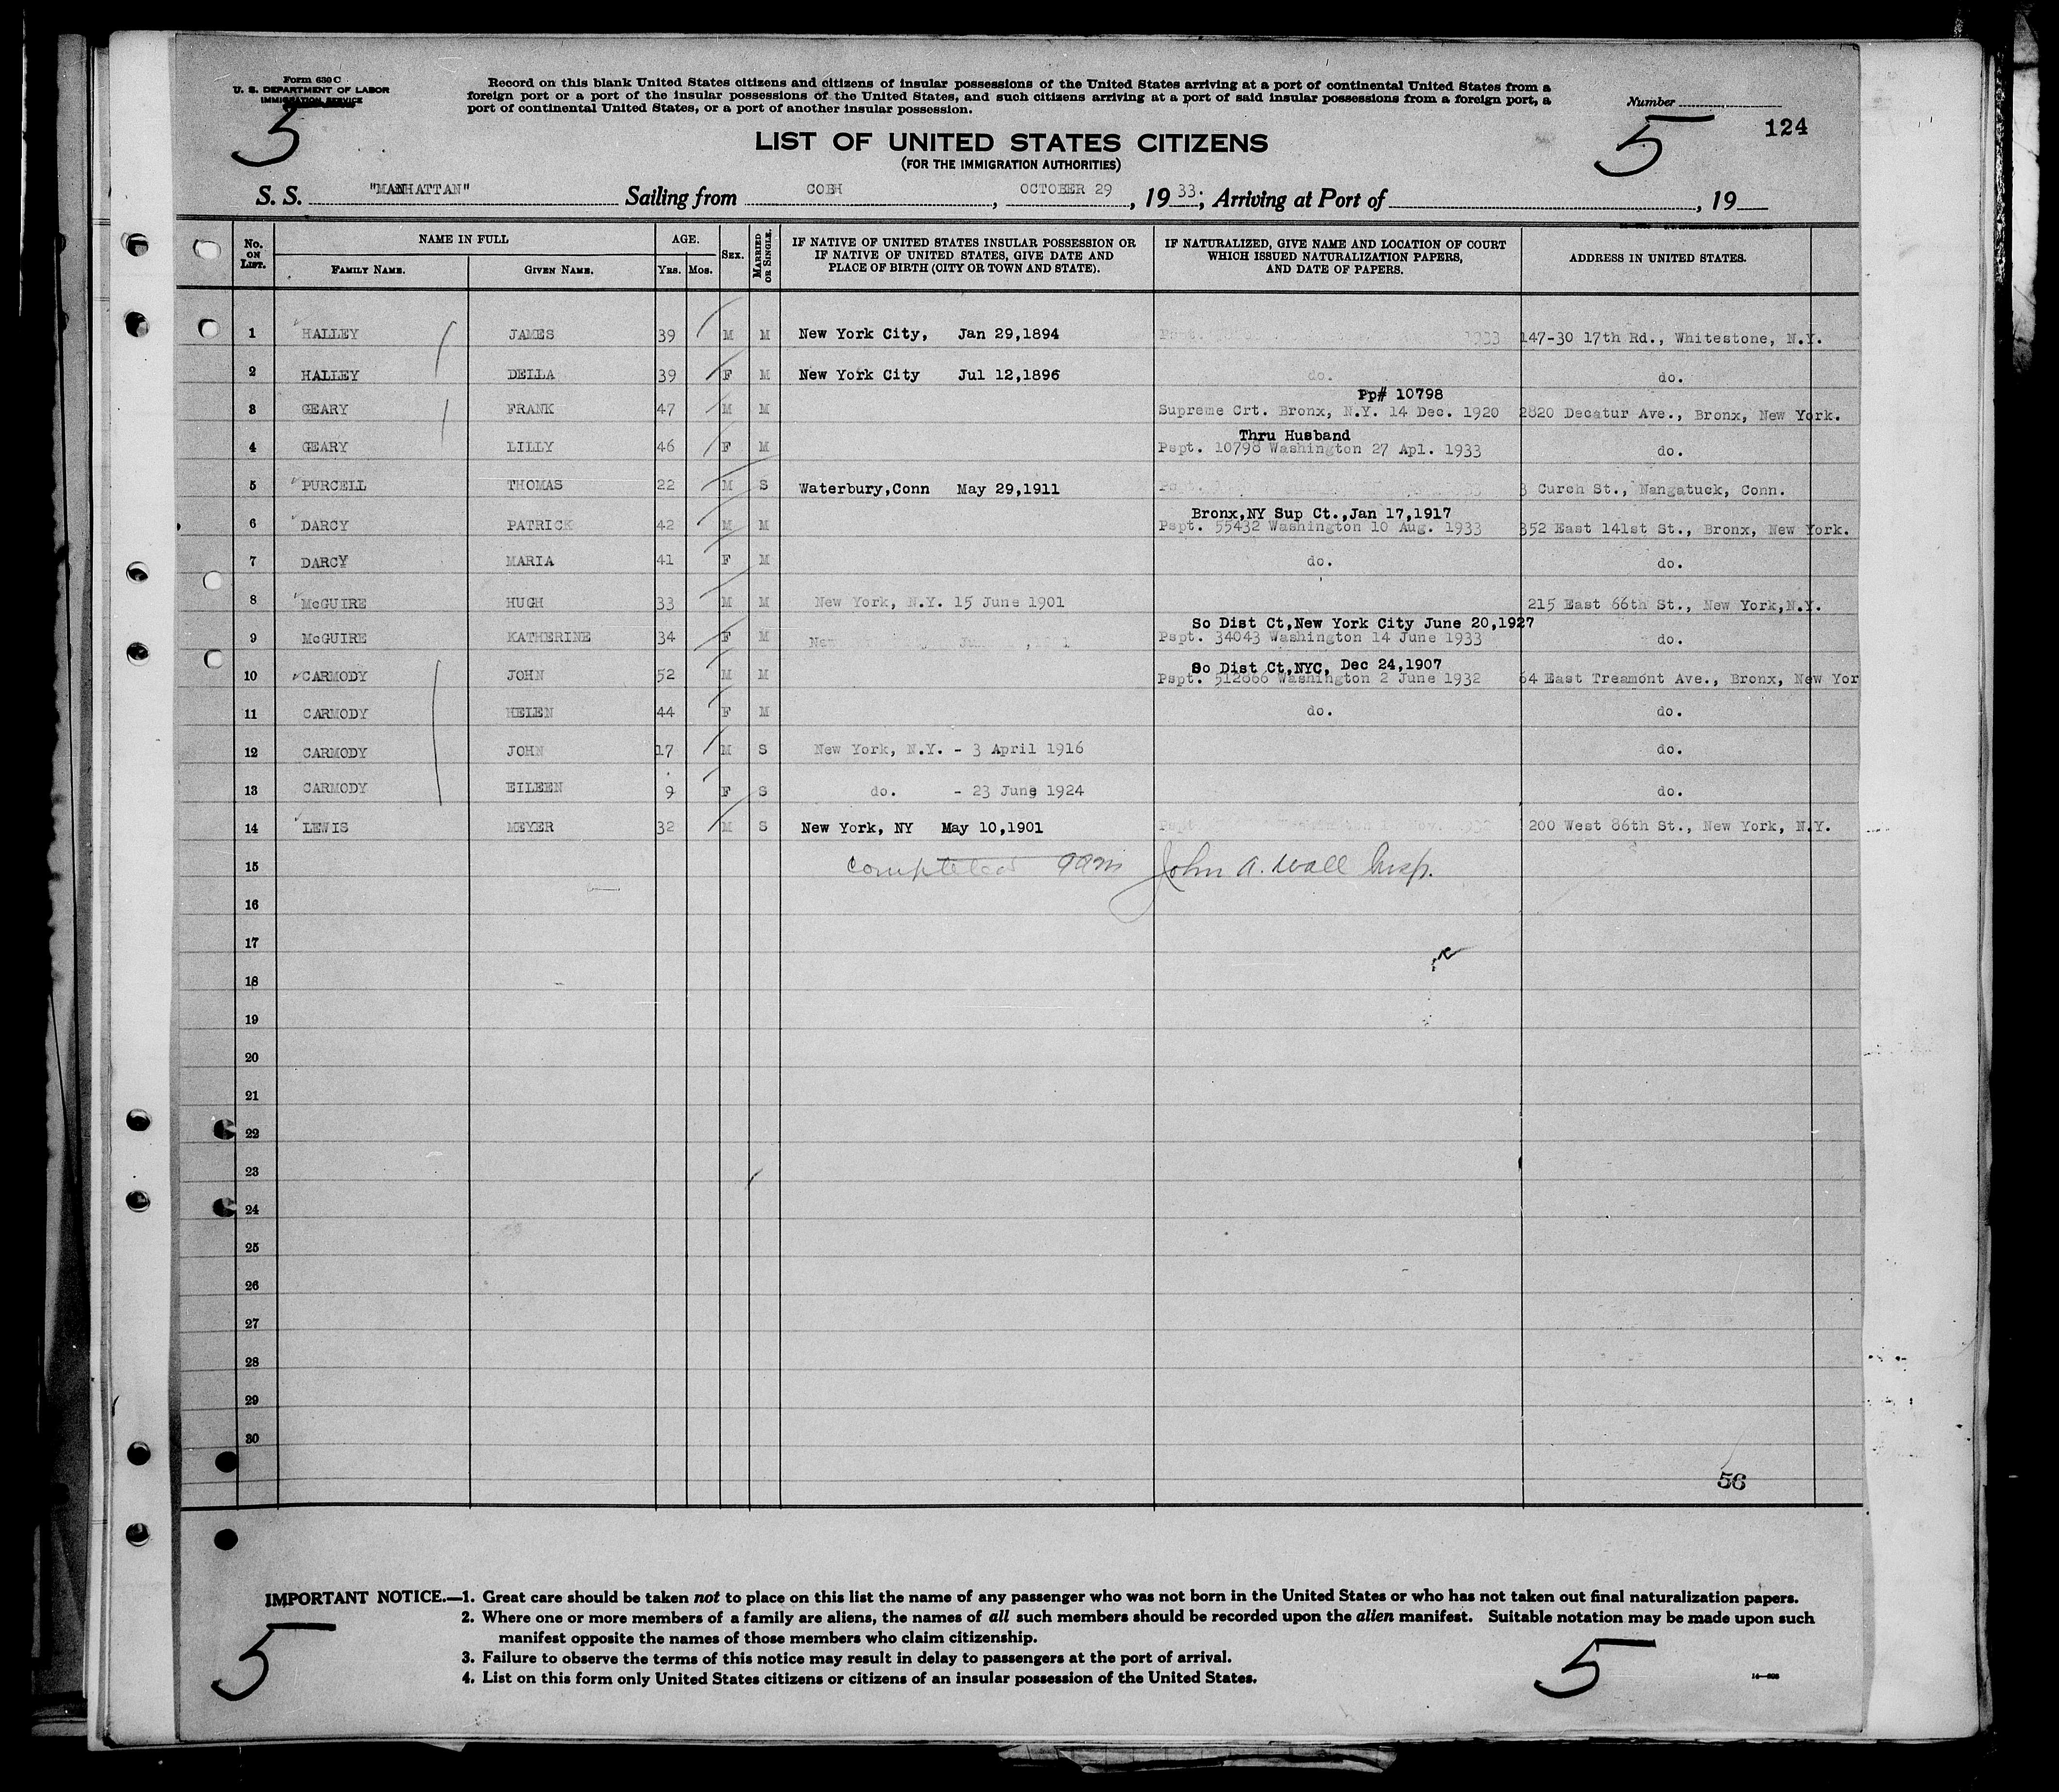 Form 630 C
U. S. DEPARTMENT OF LABOR
IMMIGRATION SERVICE
Record on this blank United States citizens and citizens of insular possessions of the United States arriving at a port of continental United States from a
foreign port or a port of the insular possessions of the United States, and such citizens arriving at a port of said insular possessions from a foreign port, a
port of continental United States, or a port of another insular possession.
Number
5
5
124
LIST OF UNITED STATES CITIZENS
(FOR THE IMMIGRATION AUTHORITIES)
S. S. "MANHATTAN" Sailing from COBH, OCTOBER 29, 1933; Arriving at Port of , 19
No. ON LIST. NAME IN FULL FAMILY NAME. GIVEN NAME. AGE. YRS. MOS. SEX. MARRIED OR SINGLE. IF NATIVE OF UNITED STATES INSULAR POSSESSION OR IF NATIVE OF UNITED STATES, GIVE DATE AND PLACE OF BIRTH (CITY OR TOWN AND STATE). IF NATURALIZED, GIVE NAME AND LOCATION OF COURT WHICH ISSUED NATURALIZATION PAPERS, AND DATE OF PAPERS. ADDRESS IN UNITED STATES.
1 HALLEY JAMES 39 M M New York City, Jan 29,1894 Pspt. 1933 147-30 17th Rd., Whitestone, N.Y.
2 HALLEY DELLA 39 F M New York City Jul 12,1896 do. do.
Pp# 10798
3 GEARY FRANK 47 M M Supreme Crt. Bronx, N.Y. 14 Dec. 1920 2820 Decatur Ave., Bronx, New York.
Thru Husband
4 GEARY LILLY 46 F M Pspt. 10798 Washington 27 Apl. 1933 do.
5 PURCELL THOMAS 22 M S Waterbury,Conn May 29,1911 Pspt. 3 Curch St., Nangatuck, Conn.
Bronx,NY Sup Ct.,Jan 17,1917
6 DARCY PATRICK 42 M M Pspt. 55432 Washington 10 Aug. 1933 352 East 141st St., Bronx, New York.
7 DARCY MARIA 41 F M do. do.
8 McGUIRE HUGH 33 M M New York, N.Y. 15 June 1901 215 East 66th St., New York,N.Y.
So Dist Ct,New York City June 20,1927
9 McGUIRE KATHERINE 34 F M Pspt. 34043 Washington 14 June 1933 do.
So Dist Ct,NYC, Dec 24,1907
10 CARMODY JOHN 52 M M Pspt. 512866 Washington 2 June 1932 64 East Treamont Ave., Bronx, New Yor
11 CARMODY HELEN 44 F M do. do.
12 CARMODY JOHN 17 M S New York, N.Y. - 3 April 1916 do.
13 CARMODY EILEEN 9 F S do. - 23 June 1924 do.
14 LEWIS MEYER 32 M S New York, NY May 10,1901 Pspt 200 West 86th St., New York, N.Y.
15 Completed John A. Wall Insp.
16
17
18
19
20
21
22
23
24
25
26
27
28
29
30
56
IMPORTANT NOTICE.—1. Great care should be taken not to place on this list the name of any passenger who was not born in the United States or who has not taken out final naturalization papers.
2. Where one or more members of a family are aliens, the names of all such members should be recorded upon the alien manifest. Suitable notation may be made upon such
manifest opposite the names of those members who claim citizenship.
3. Failure to observe the terms of this notice may result in delay to passengers at the port of arrival.
4. List on this form only United States citizens or citizens of an insular possession of the United States.
5
5